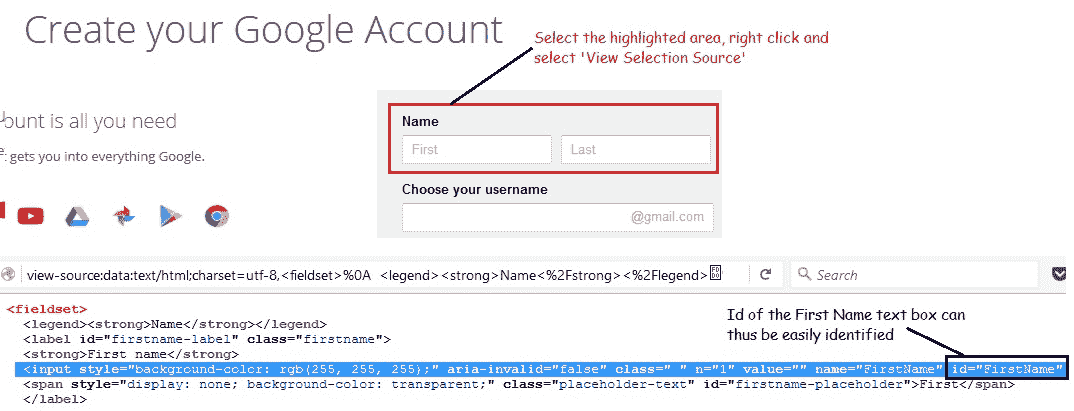 Create your Google Account
Select the highlighted area, right click and
select 'View Selection Source'
ount is all you need
gets you into everything Google.
Name
First
Last
Choose your username
@gmail.com
view-source:data:text/html;charset=utf-8,<fieldset>%0A <legend><strong>Name<%2Fstrong><%2Flegend>
Search
<fieldset>
<legend><strong>Name</strong></legend>
<label id="firstname-label" class="firstname">
<strong>First name</strong>
<input style="background-color: rgb(255, 255, 255);" aria-invalid="false" class=" " n="1" value="" name="FirstName" id="FirstName"
<span style="display: none; background-color: transparent;" class="placeholder-text" id="firstname-placeholder">First</span>
</label>
Id of the First Name text box can
thus be easily identified